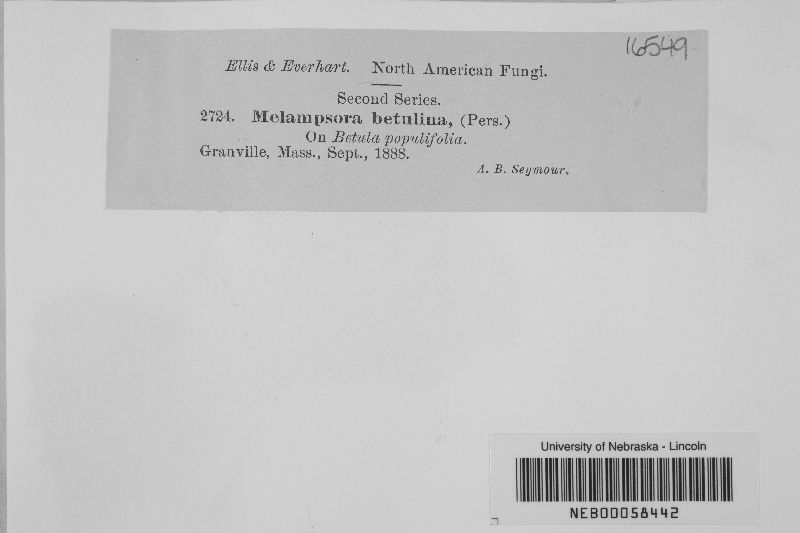 16549
Ellis & Everhart. North American Fungi.
Second Series.
2724. Melampsora betulina, (Pers.)
On Betula populifolia.
Granville, Mass., Sept., 1888.
A. B. Seymour.
University of Nebraska - Lincoln
NEB00058442